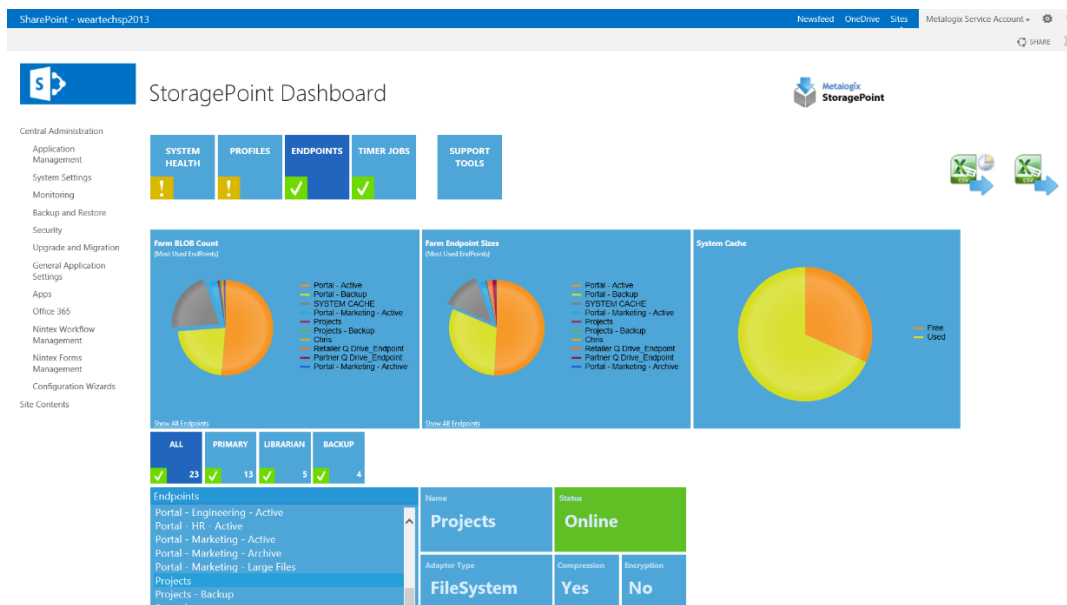 SharePoint - weartechsp2013
Newsfeed OneDrive Sites Metalogix Service Account
SHARE
StoragePoint Dashboard
Metalogix
StoragePoint
Central Administration
Application
Management
System Settings
Monitoring
Backup and Restore
Security
Upgrade and Migration
General Application
Settings
Apps
Office 365
Nintex Workflow
Management
Nintex Forms
Management
Configuration Wizards
Site Contents
SYSTEM
HEALTH
!
PROFILES
!
ENDPOINTS
TIMER JOBS
SUPPORT
TOOLS
CSV
CSV
Farm BLOB Count
(Most Used EndPoints)
Portal - Active
Portal - Backup
SYSTEM CACHE
Portal - Marketing - Active
Projects
Projects - Backup
Chris
Retailer Q Drive_Endpoint
Partner Q Drive_Endpoint
Portal - Marketing - Archive
Show All Endpoints
Farm Endpoint Sizes
(Most Used EndPoints)
Portal - Active
Portal - Backup
SYSTEM CACHE
Portal - Marketing - Active
Projects
Projects - Backup
Chris
Retailer Q Drive_Endpoint
Partner Q Drive_Endpoint
Portal - Marketing - Archive
Show All Endpoints
System Cache
Free
Used
ALL
23
PRIMARY
13
LIBRARIAN
5
BACKUP
4
Endpoints
Portal - Engineering - Active
Portal - HR - Active
Portal - Marketing - Active
Portal - Marketing - Archive
Portal - Marketing - Large Files
Projects
Projects - Backup
Name
Projects
Status
Online
Adapter Type
FileSystem
Compression
Yes
Encryption
No